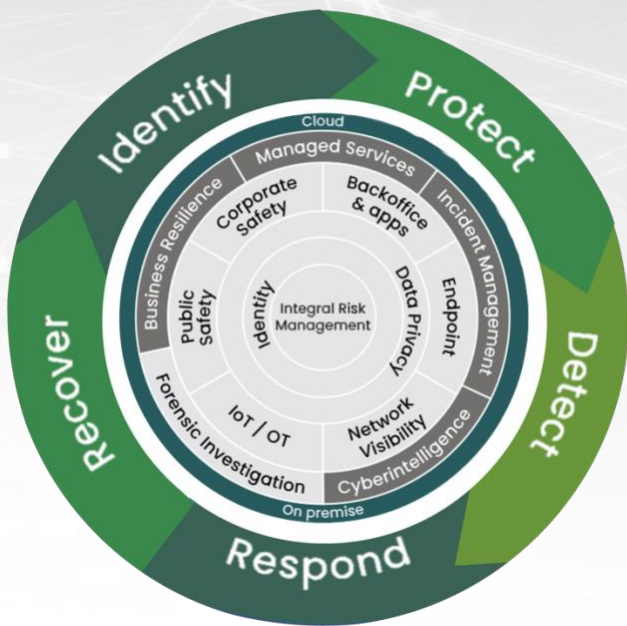 Identify
Protect
Detect
Respond
Recover
Cloud
On premise
Managed Services
Incident Management
Cyberintelligence
Forensic Investigation
Business Resilience
Corporate
Safety
Backoffice
& apps
Endpoint
Network
Visibility
IoT / OT
Public
Safety
Identity
Data Privacy
Integral Risk
Management